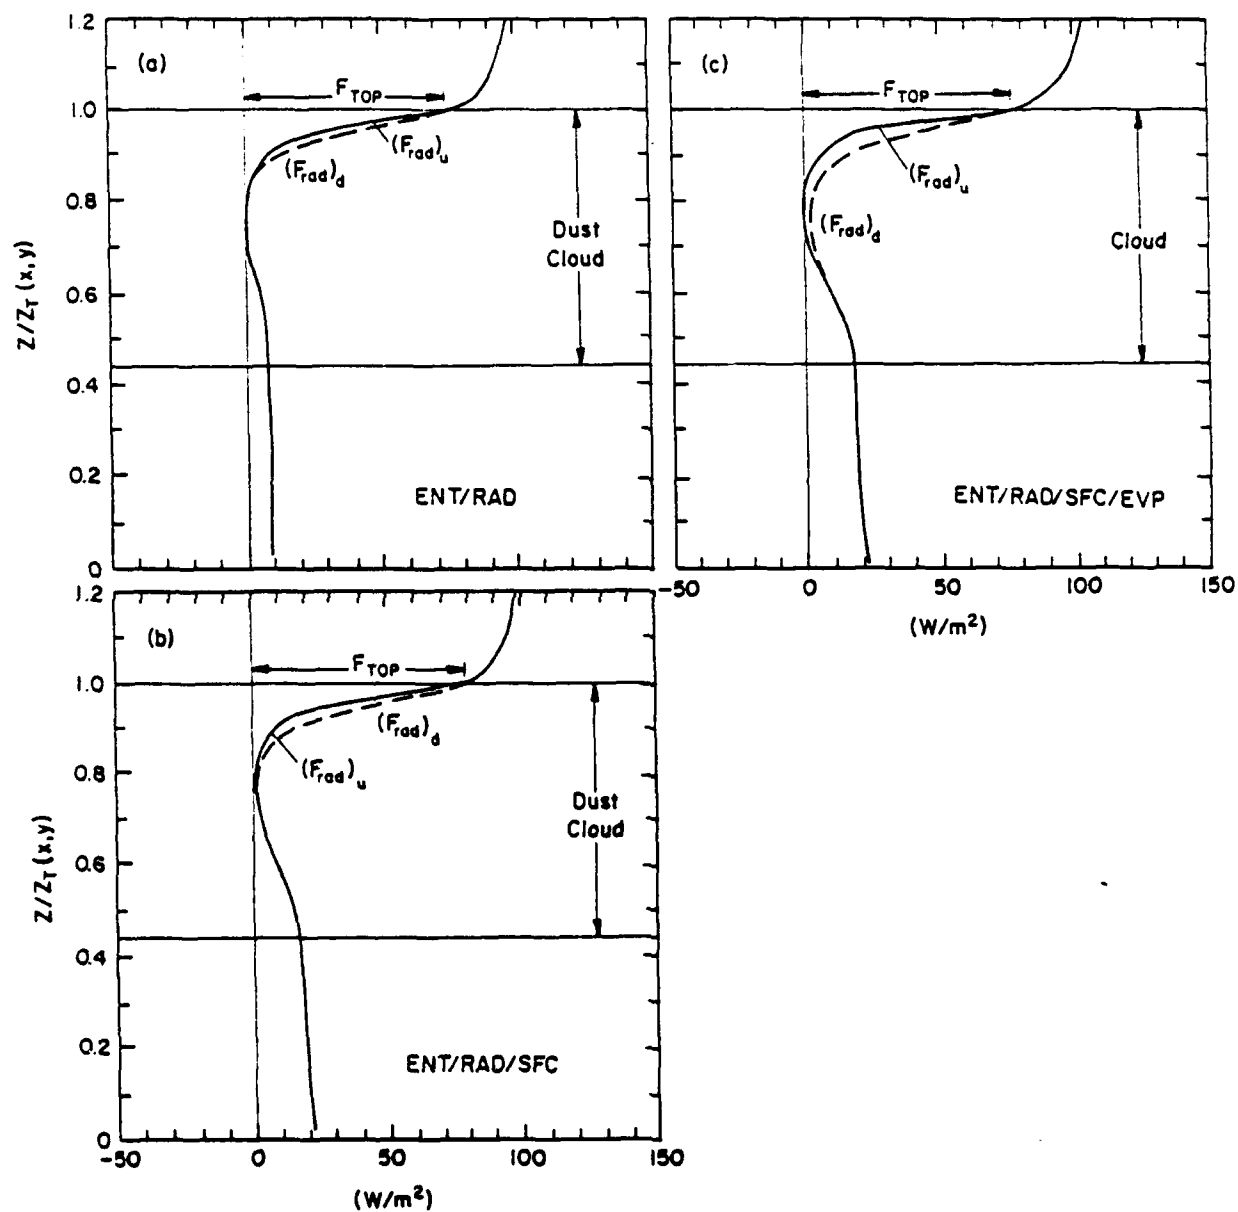 1.2
(a)
F_TOP
1.0
(F_rad)_u
(F_rad)_d
0.8
Dust
Cloud
Z/Z_T (x,y)
0.6
0.4
0.2
ENT/RAD
0
(c)
F_TOP
(F_rad)_u
(F_rad)_d
Cloud
ENT/RAD/SFC/EVP
-50
0
50
100
150
(W/m²)
1.2
(b)
F_TOP
1.0
(F_rad)_d
(F_rad)_u
0.8
Dust
Cloud
Z/Z_T (x,y)
0.6
0.4
0.2
ENT/RAD/SFC
0
-50
0
50
100
150
(W/m²)